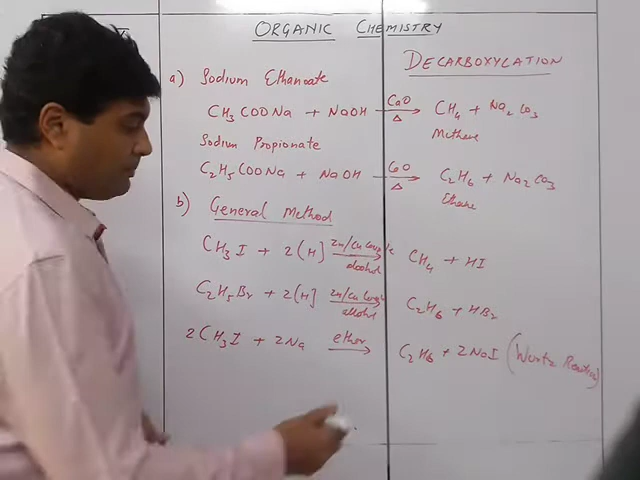 ORGANIC CHEMISTRY
DECARBOXYLATION
a) Sodium Ethanoate
CH3COONa + NaOH CaO Δ → CH4 + Na2CO3
Methane
Sodium Propionate
C2H5COONa + NaOH CaO Δ → C2H6 + Na2CO3
Ethane
b) General Method
CH3I + 2[H] Zn/Cu Couple alcohol → CH4 + HI
C2H5Br + 2[H] Zn/Cu Couple alcohol → C2H6 + HBr
2CH3I + 2Na ether → C2H6 + 2NaI (Wurtz Reaction)